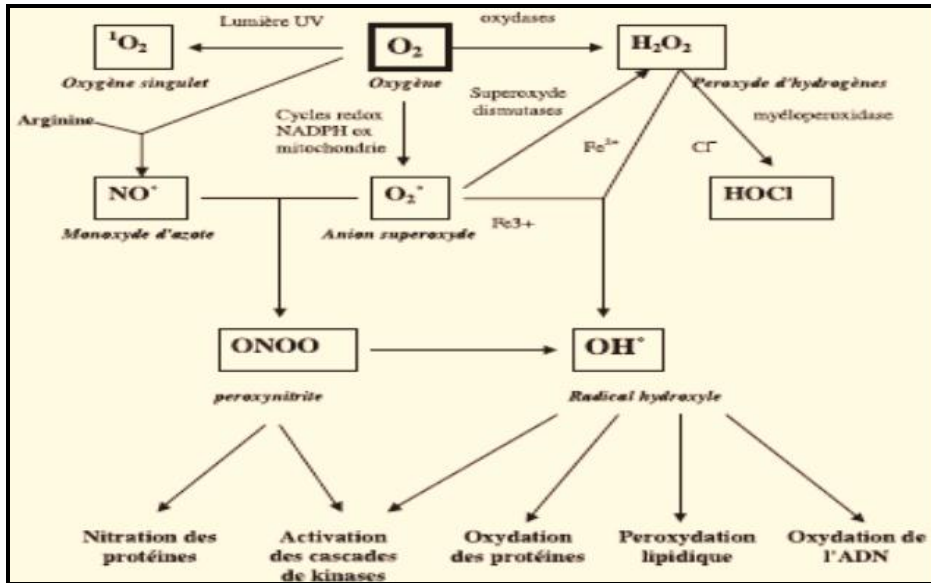 Lumière UV
oxydases
¹O₂
O₂
H₂O₂
Oxygène singulet
Oxygène
Peroxyde d'hydrogènes
Arginine
Cycles redox
NADPH ox
mitochondrie
Superoxyde
dismutases
Fe²⁺
Cl⁻
myéloperoxidase
NO°
O₂°
HOCl
Monoxyde d'azote
Anion superoxyde
Fe3+
ONOO
OH°
peroxynitrite
Radical hydroxyle
Nitration des
protéines
Activation
des cascades
de kinases
Oxydation
des protéines
Peroxydation
lipidique
Oxydation de
l'ADN